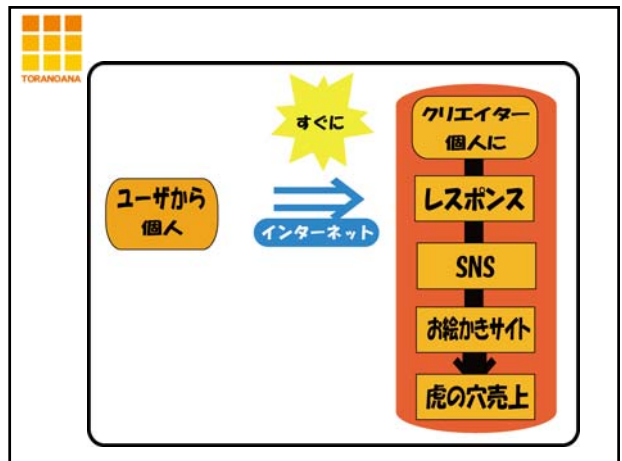 TORANOANA
すぐに
ユーザから
個人
インターネット
クリエイター
個人に
レスポンス
SNS
お絵かきサイト
虎の穴売上